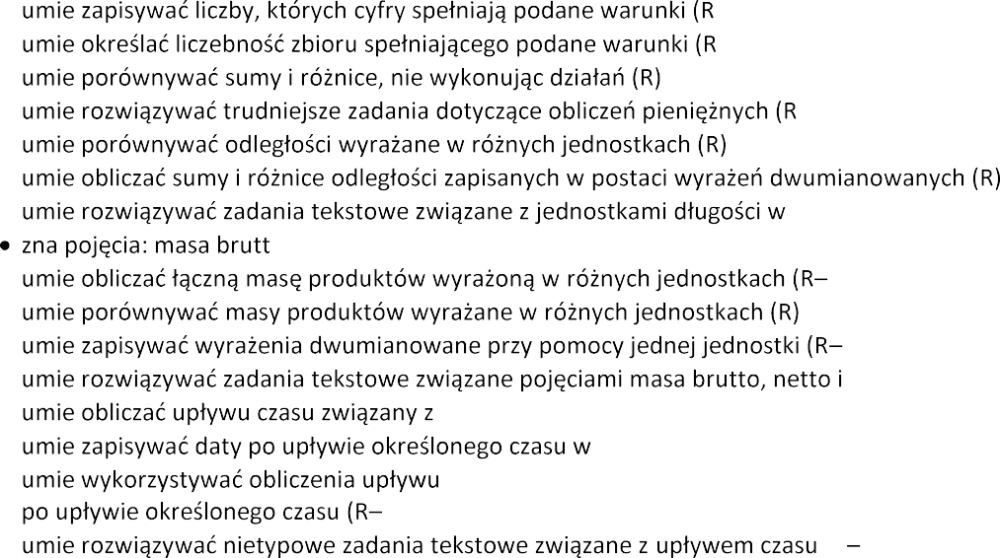 umie zapisywać liczby, których cyfry spełniają podane warunki (R
umie określać liczebność zbioru spełniającego podane warunki (R
umie porównywać sumy i różnice, nie wykonując działań (R)
umie rozwiązywać trudniejsze zadania dotyczące obliczeń pieniężnych (R
umie porównywać odległości wyrażane w różnych jednostkach (R)
umie obliczać sumy i różnice odległości zapisanych w postaci wyrażeń dwumianowanych (R)
umie rozwiązywać zadania tekstowe związane z jednostkami długości w
• zna pojęcia: masa brutt
umie obliczać łączną masę produktów wyrażoną w różnych jednostkach (R–
umie porównywać masy produktów wyrażane w różnych jednostkach (R)
umie zapisywać wyrażenia dwumianowane przy pomocy jednej jednostki (R–
umie rozwiązywać zadania tekstowe związane pojęciami masa brutto, netto i
umie obliczać upływu czasu związany z
umie zapisywać daty po upływie określonego czasu w
umie wykorzystywać obliczenia upływu
po upływie określonego czasu (R–
umie rozwiązywać nietypowe zadania tekstowe związane z upływem czasu –